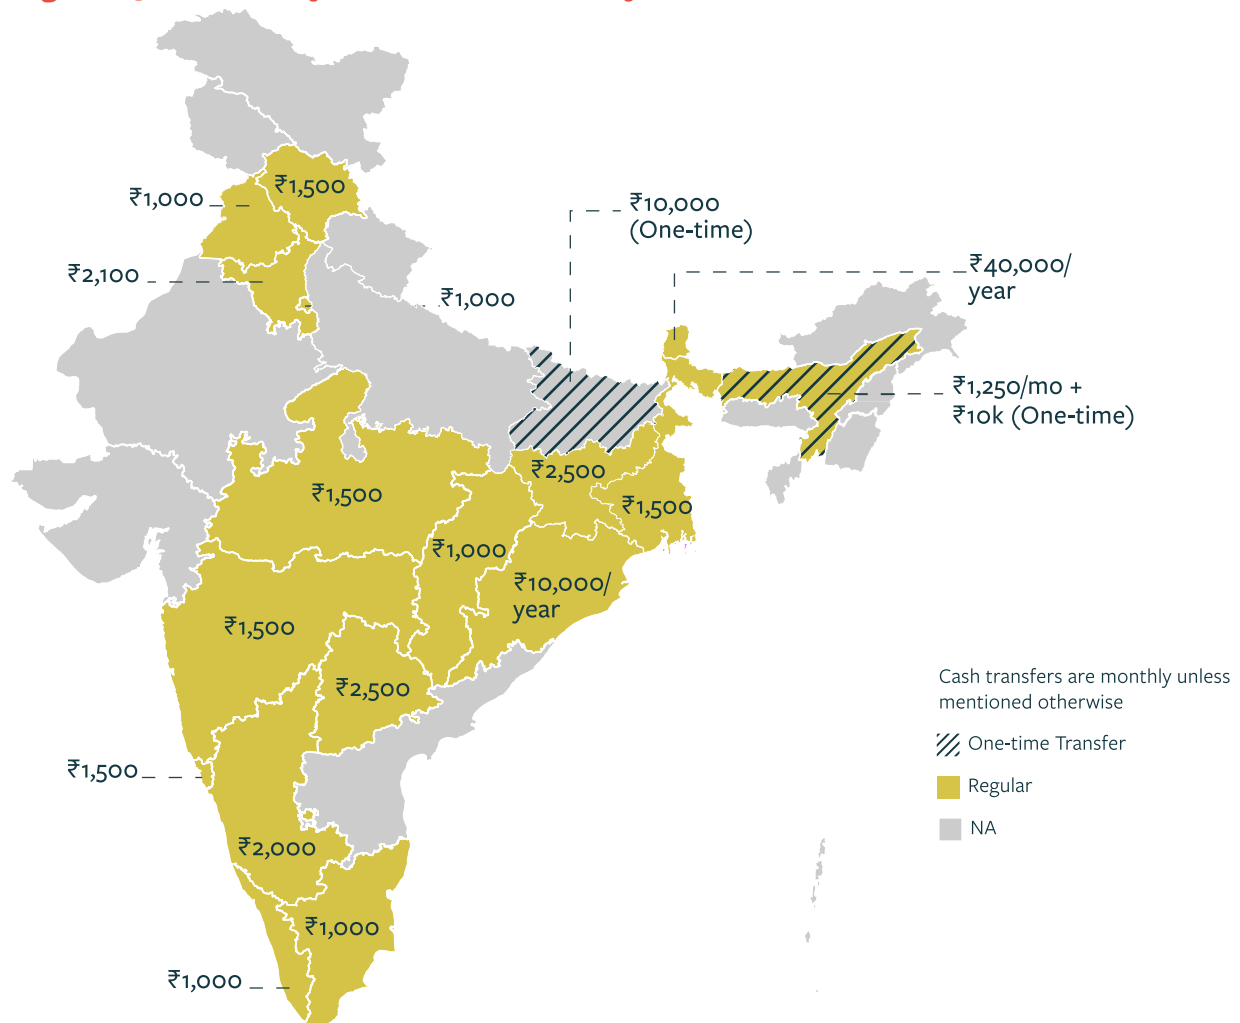 ₹1,500
₹1,000
₹10,000
(One-time)
₹2,100
₹40,000/
year
₹1,000
₹1,250/mo +
₹10k (One-time)
₹2,500
₹1,500
₹1,500
₹1,000
₹10,000/
year
₹1,500
₹2,500
Cash transfers are monthly unless
mentioned otherwise
One-time Transfer
₹1,500
Regular
NA
₹2,000
₹1,000
₹1,000